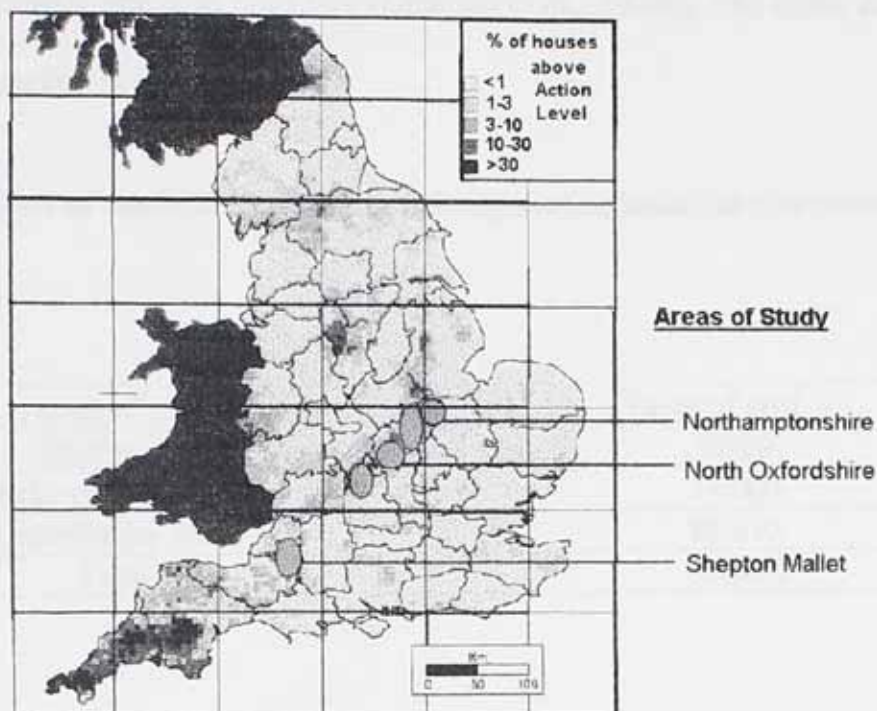 % of houses
above
Action
Level
<1
1-3
3-10
10-30
>30
Areas of Study
Northamptonshire
North Oxfordshire
Shepton Mallet
Km
0 50 100